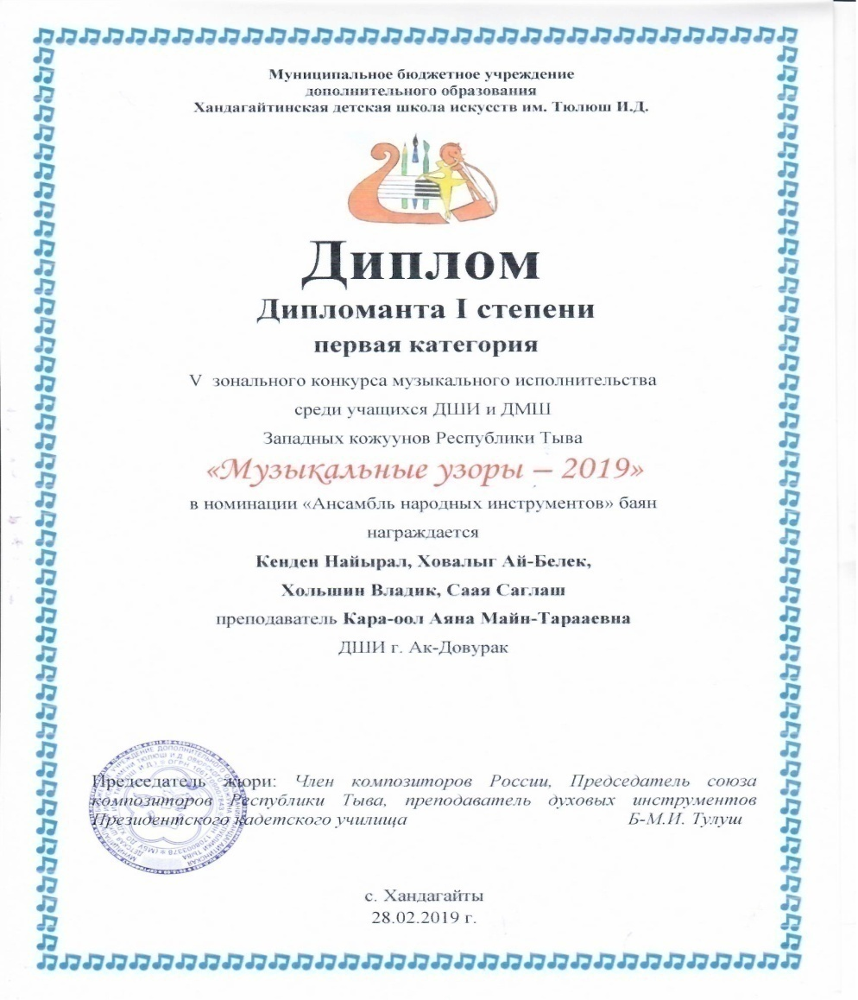 Муниципальное бюджетное учреждение
дополнительного образования
Хандагайтинская детская школа искусств им. Тюлюш И.Д.
Диплом
Дипломанта I степени
первая категория
V зонального конкурса музыкального исполнительства
среди учащихся ДШИ и ДМШ
Западных кожуунов Республики Тыва
«Музыкальные узоры – 2019»
в номинации «Ансамбль народных инструментов» баян
награждается
Кенден Найырал, Ховалыг Ай-Белек,
Хольшин Владик, Саая Саглаш
преподаватель Кара-оол Аяна Майн-Тарааевна
ДШИ г. Ак-Довурак
Председатель жюри: Член композиторов России, Председатель союза
композиторов Республики Тыва, преподаватель духовых инструментов
Президентского кадетского училища Б-М.И. Тулуш
с. Хандагайты
28.02.2019 г.